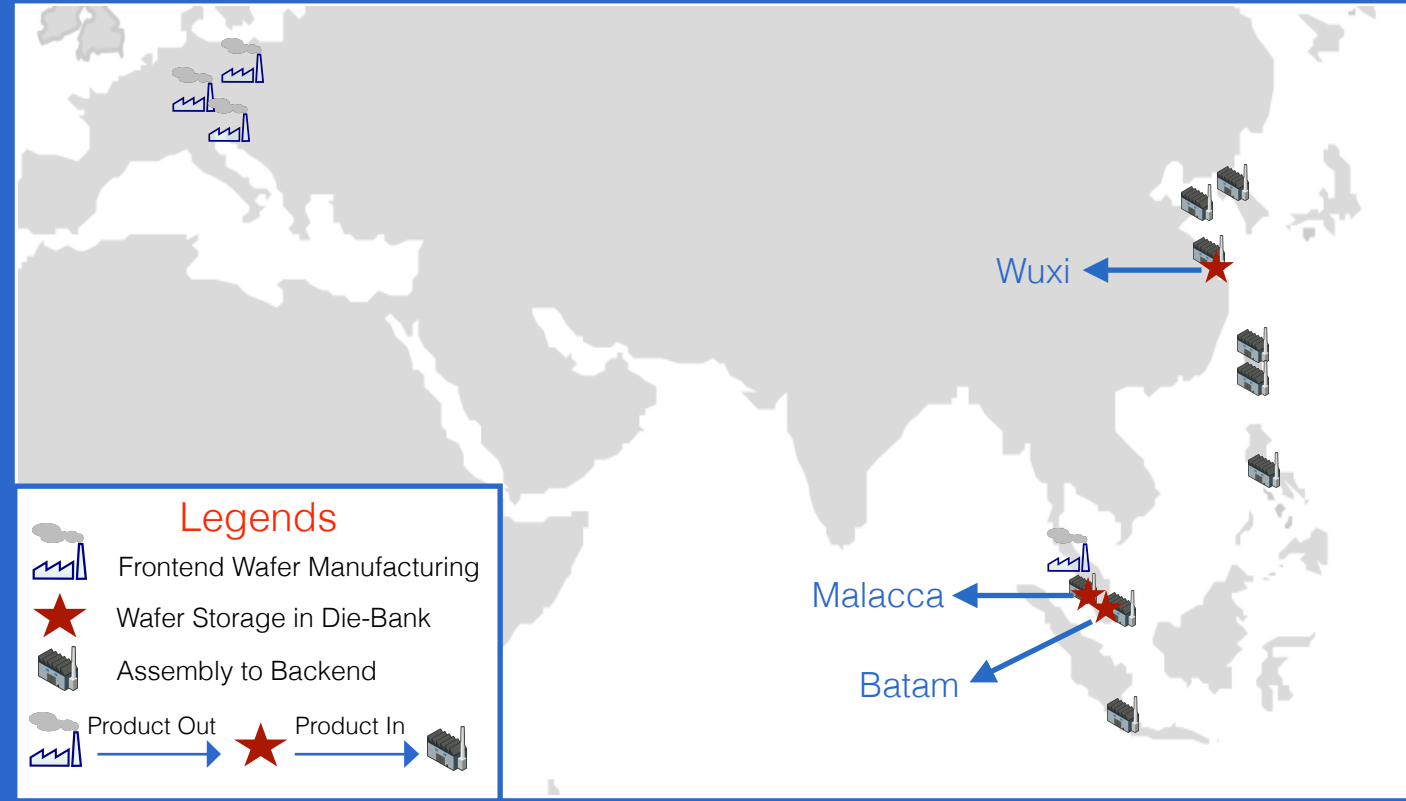 Wuxi
Malacca
Batam
Legends
Frontend Wafer Manufacturing
Wafer Storage in Die-Bank
Assembly to Backend
Product Out
Product In